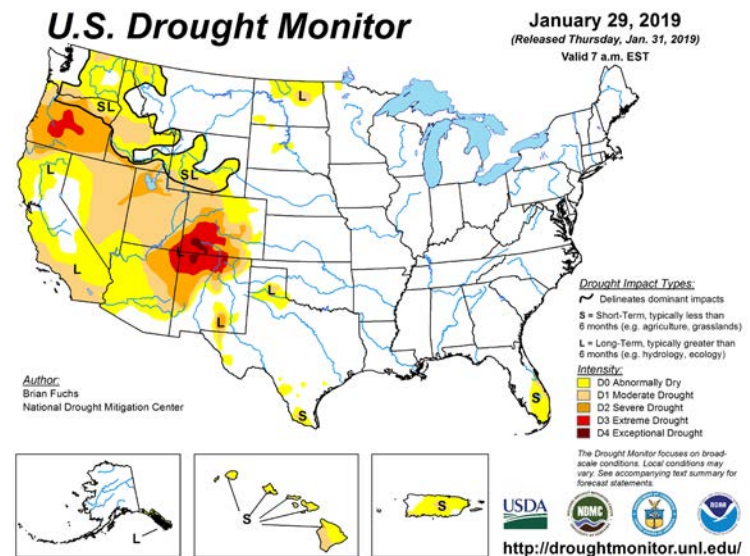 U.S. Drought Monitor
January 29, 2019
(Released Thursday, Jan. 31, 2019)
Valid 7 a.m. EST
SL
L
SL
L
L
L
L
L
S
S
Drought Impact Types:
Delineates dominant impacts
S = Short-Term, typically less than
6 months (e.g. agriculture, grasslands)
L = Long-Term, typically greater than
6 months (e.g. hydrology, ecology)
Intensity:
D0 Abnormally Dry
D1 Moderate Drought
D2 Severe Drought
D3 Extreme Drought
D4 Exceptional Drought
Author:
Brian Fuchs
National Drought Mitigation Center
The Drought Monitor focuses on broad-
scale conditions. Local conditions may
vary. See accompanying text summary for
forecast statements.
L
S
S
USDA
NDMC
NOAA
http://droughtmonitor.unl.edu/